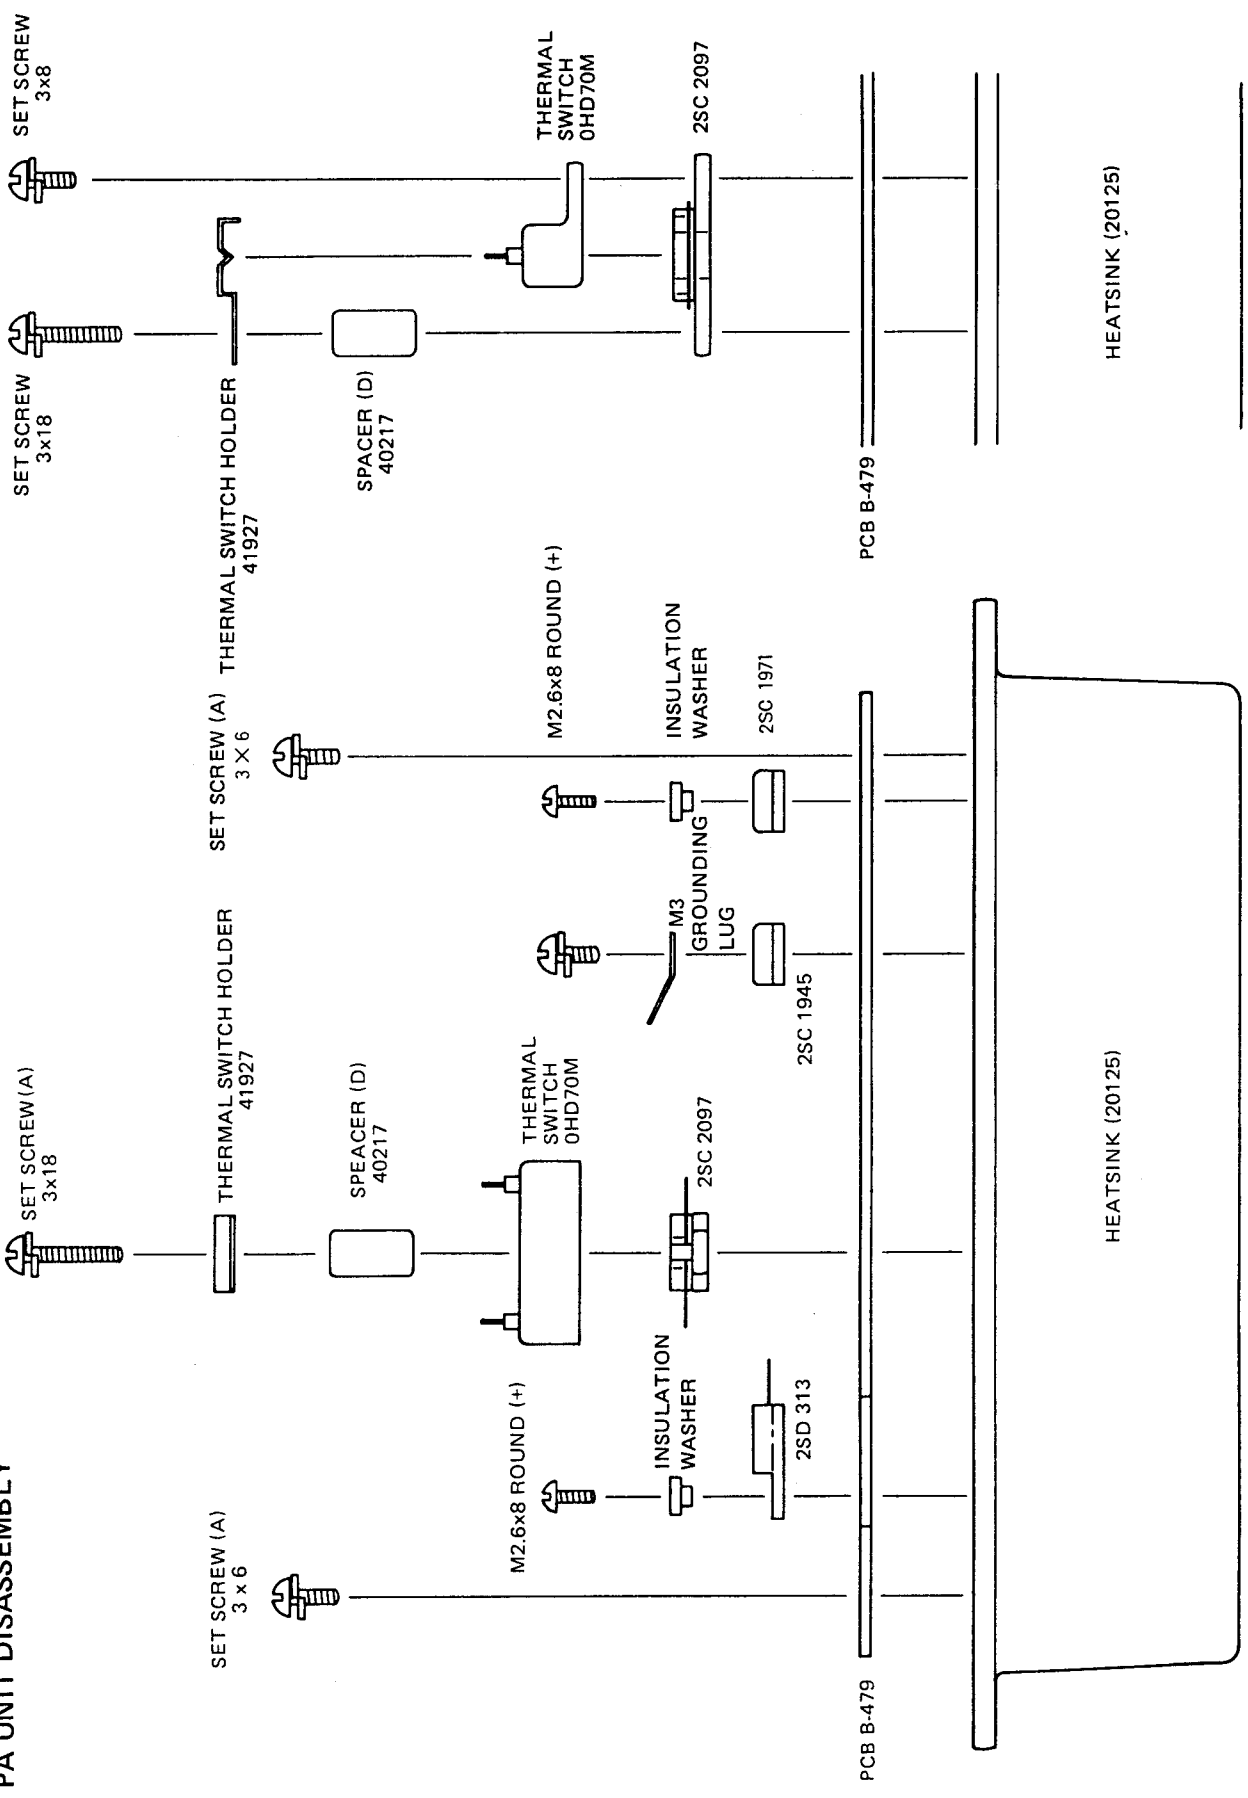 PA UNIT DISASSEMBLY
SET SCREW (A)
3 x 6
M2.6x8 ROUND (+)
INSULATION
WASHER
2SD 313
PCB B-479
SET SCREW (A)
3x18
THERMAL SWITCH HOLDER
41927
SPEACER (D)
40217
THERMAL
SWITCH
0HD70M
2SC 2097
M3
GROUNDING
LUG
2SC 1945
SET SCREW (A)
3 X 6
M2.6x8 ROUND (+)
INSULATION
WASHER
2SC 1971
HEATSINK (20125)
SET SCREW
3x18
SET SCREW
3x8
THERMAL SWITCH HOLDER
41927
SPACER (D)
40217
THERMAL
SWITCH
0HD70M
2SC 2097
PCB B-479
HEATSINK (20125)